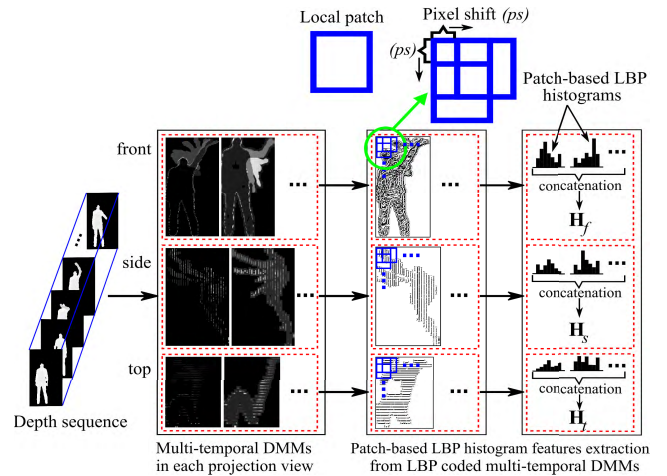 Local patch
Pixel shift (ps)
(ps)
Patch-based LBP
histograms
front
side
top
concatenation
H_f
concatenation
H_s
concatenation
H_t
Depth sequence
Multi-temporal DMMs
in each projection view
Patch-based LBP histogram features extraction
from LBP coded multi-temporal DMMs